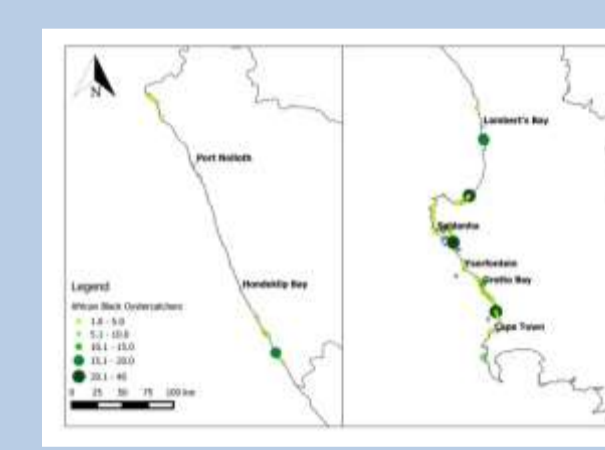 N
Port Nolloth
Hondeklip Bay
Legend
African Black Oystercatchers
1.0 - 5.0
5.1 - 10.0
10.1 - 15.0
15.1 - 20.0
20.1 - 40
0 25 50 75 100 km
Lambert's Bay
Saldanha
Yzerfontein
Grotto Bay
Cape Town